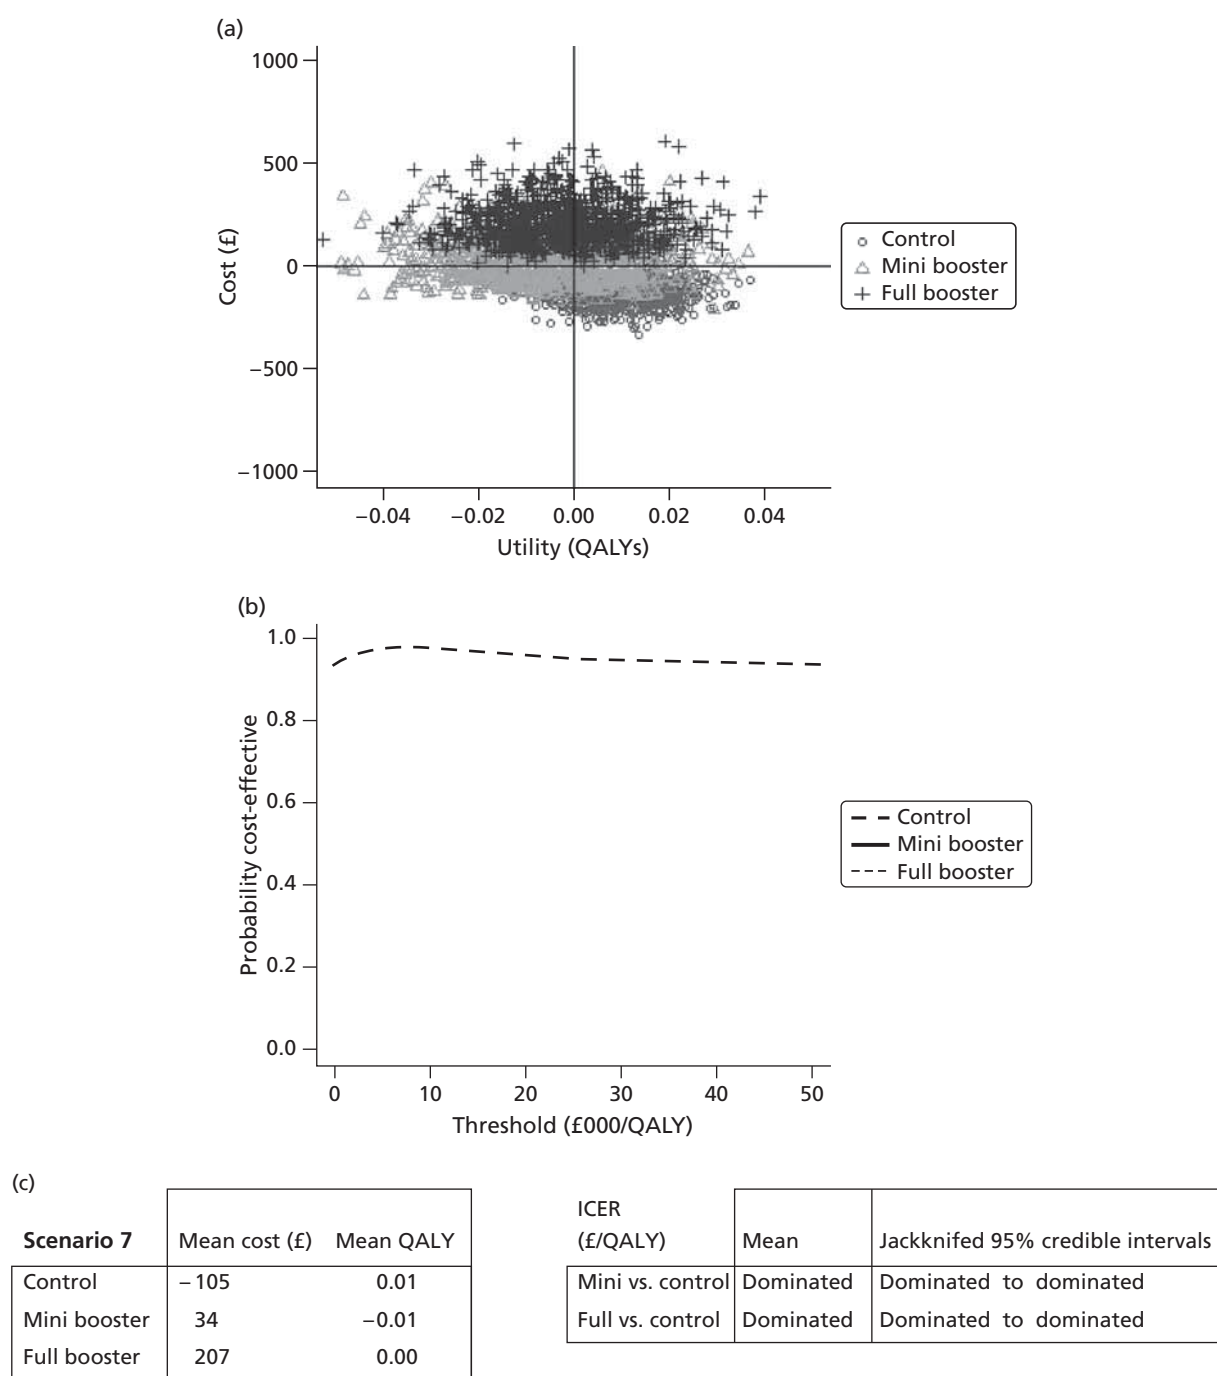 (a)
1000
500
0
−500
−1000
Cost (£)
−0.04 −0.02 0.00 0.02 0.04
Utility (QALYs)
Control
Mini booster
Full booster
(b)
1.0
0.8
0.6
0.4
0.2
0.0
Probability cost-effective
0 10 20 30 40 50
Threshold (£000/QALY)
Control
Mini booster
Full booster
(c)
Scenario 7 Mean cost (£) Mean QALY
Control −105 0.01
Mini booster 34 −0.01
Full booster 207 0.00
ICER
(£/QALY) Mean Jackknifed 95% credible intervals
Mini vs. control Dominated Dominated to dominated
Full vs. control Dominated Dominated to dominated